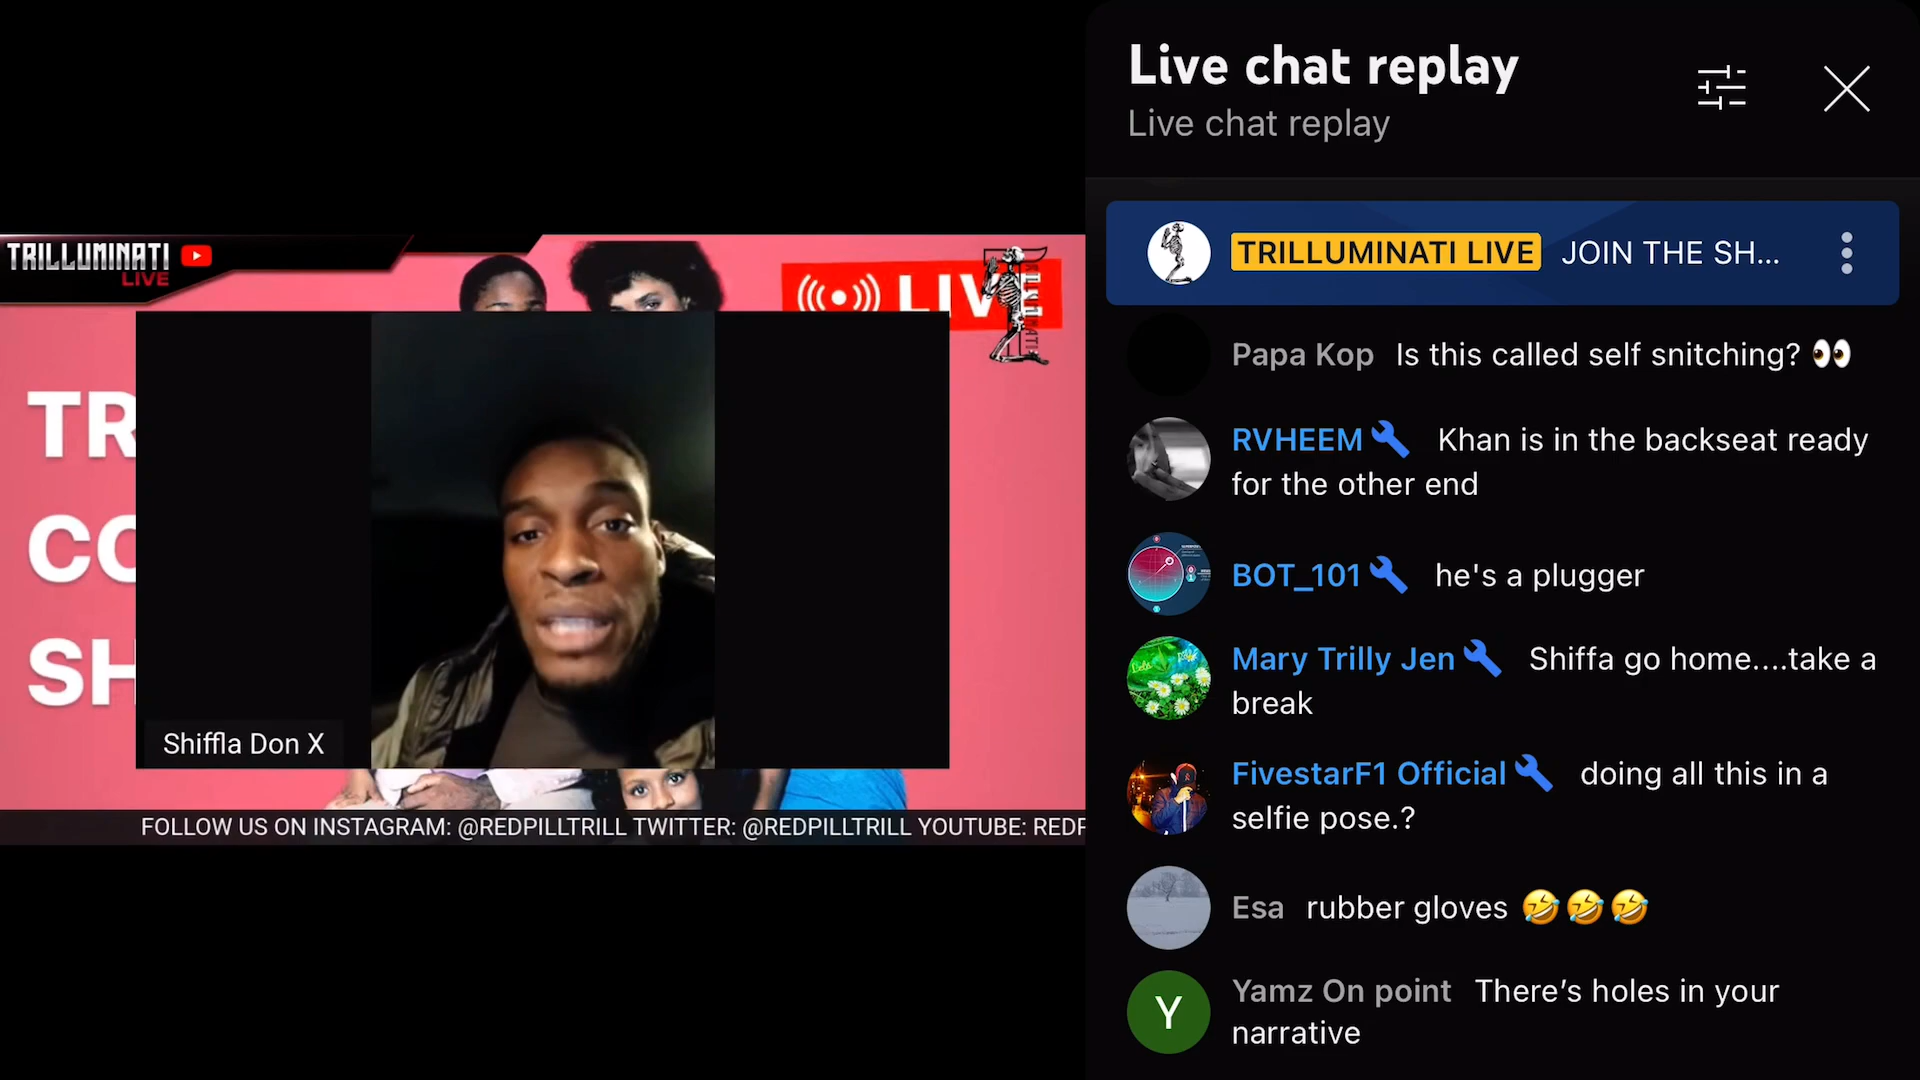 TRILLUMINATI
LIVE
LIVE
TR
CO
SH
Shiffla Don X
FOLLOW US ON INSTAGRAM: @REDPILLTRILL TWITTER: @REDPILLTRILL YOUTUBE: REDP
Live chat replay
Live chat replay
TRILLUMINATI LIVE JOIN THE SH...
Papa Kop Is this called self snitching? 👀
RVHEEM Khan is in the backseat ready
for the other end
BOT_101 he's a plugger
Mary Trilly Jen Shiffa go home....take a
break
FivestarF1 Official doing all this in a
selfie pose.?
Esa rubber gloves 🤣🤣🤣
Y
Yamz On point There’s holes in your
narrative